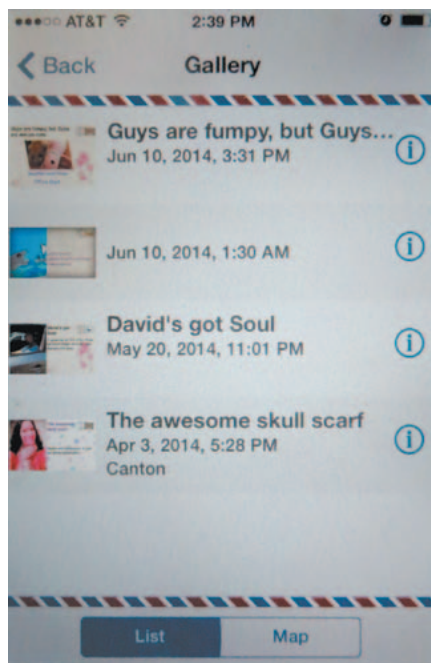 AT&T
2:39 PM
Back
Gallery
Guys are fumpy, but Guys...
Jun 10, 2014, 3:31 PM
Jun 10, 2014, 1:30 AM
David's got Soul
May 20, 2014, 11:01 PM
The awesome skull scarf
Apr 3, 2014, 5:28 PM
Canton
List
Map